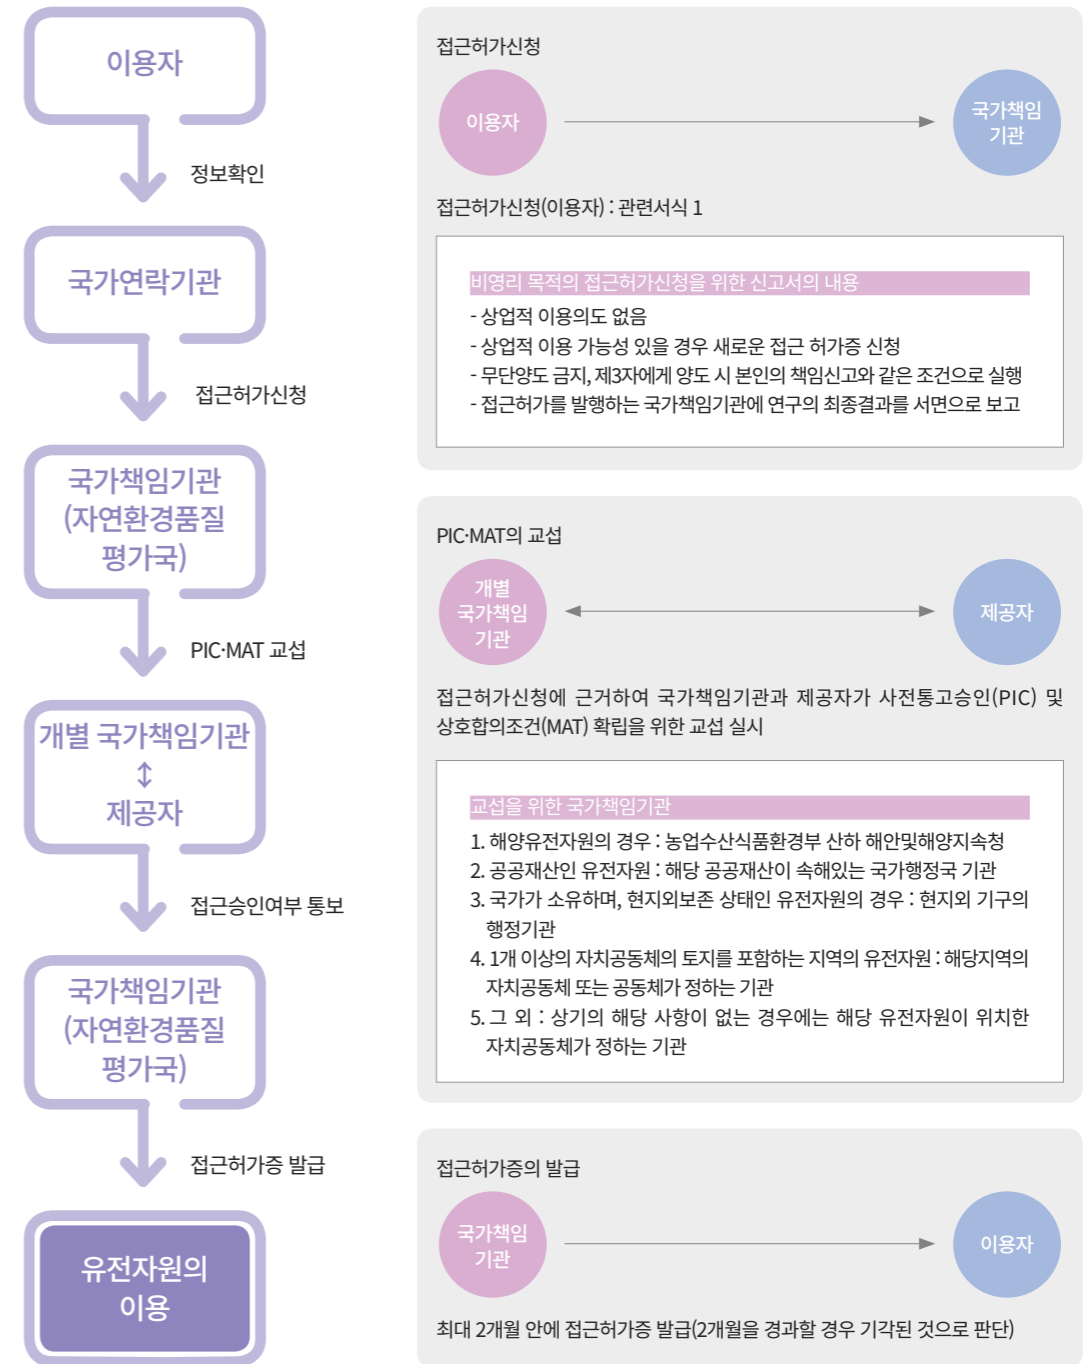 이용자
정보확인
국가연락기관
접근허가신청
국가책임기관
(자연환경품질
평가국)
PIC·MAT 교섭
개별 국가책임기관
↕
제공자
접근승인여부 통보
국가책임기관
(자연환경품질
평가국)
접근허가증 발급
유전자원의
이용
접근허가신청
이용자
국가책임
기관
접근허가신청(이용자) : 관련서식 1
비영리 목적의 접근허가신청을 위한 신고서의 내용
- 상업적 이용의도 없음
- 상업적 이용 가능성 있을 경우 새로운 접근 허가증 신청
- 무단양도 금지, 제3자에게 양도 시 본인의 책임신고와 같은 조건으로 실행
- 접근허가를 발행하는 국가책임기관에 연구의 최종결과를 서면으로 보고
PIC·MAT의 교섭
개별
국가책임
기관
제공자
접근허가신청에 근거하여 국가책임기관과 제공자가 사전통고승인(PIC) 및
상호합의조건(MAT) 확립을 위한 교섭 실시
교섭을 위한 국가책임기관
1. 해양유전자원의 경우 : 농업수산식품환경부 산하 해안및해양지속청
2. 공공재산인 유전자원 : 해당 공공재산이 속해있는 국가행정국 기관
3. 국가가 소유하며, 현지외보존 상태인 유전자원의 경우 : 현지외 기구의
행정기관
4. 1개 이상의 자치공동체의 토지를 포함하는 지역의 유전자원 : 해당지역의
자치공동체 또는 공동체가 정하는 기관
5. 그 외 : 상기의 해당 사항이 없는 경우에는 해당 유전자원이 위치한
자치공동체가 정하는 기관
접근허가증의 발급
국가책임
기관
이용자
최대 2개월 안에 접근허가증 발급(2개월을 경과할 경우 기각된 것으로 판단)